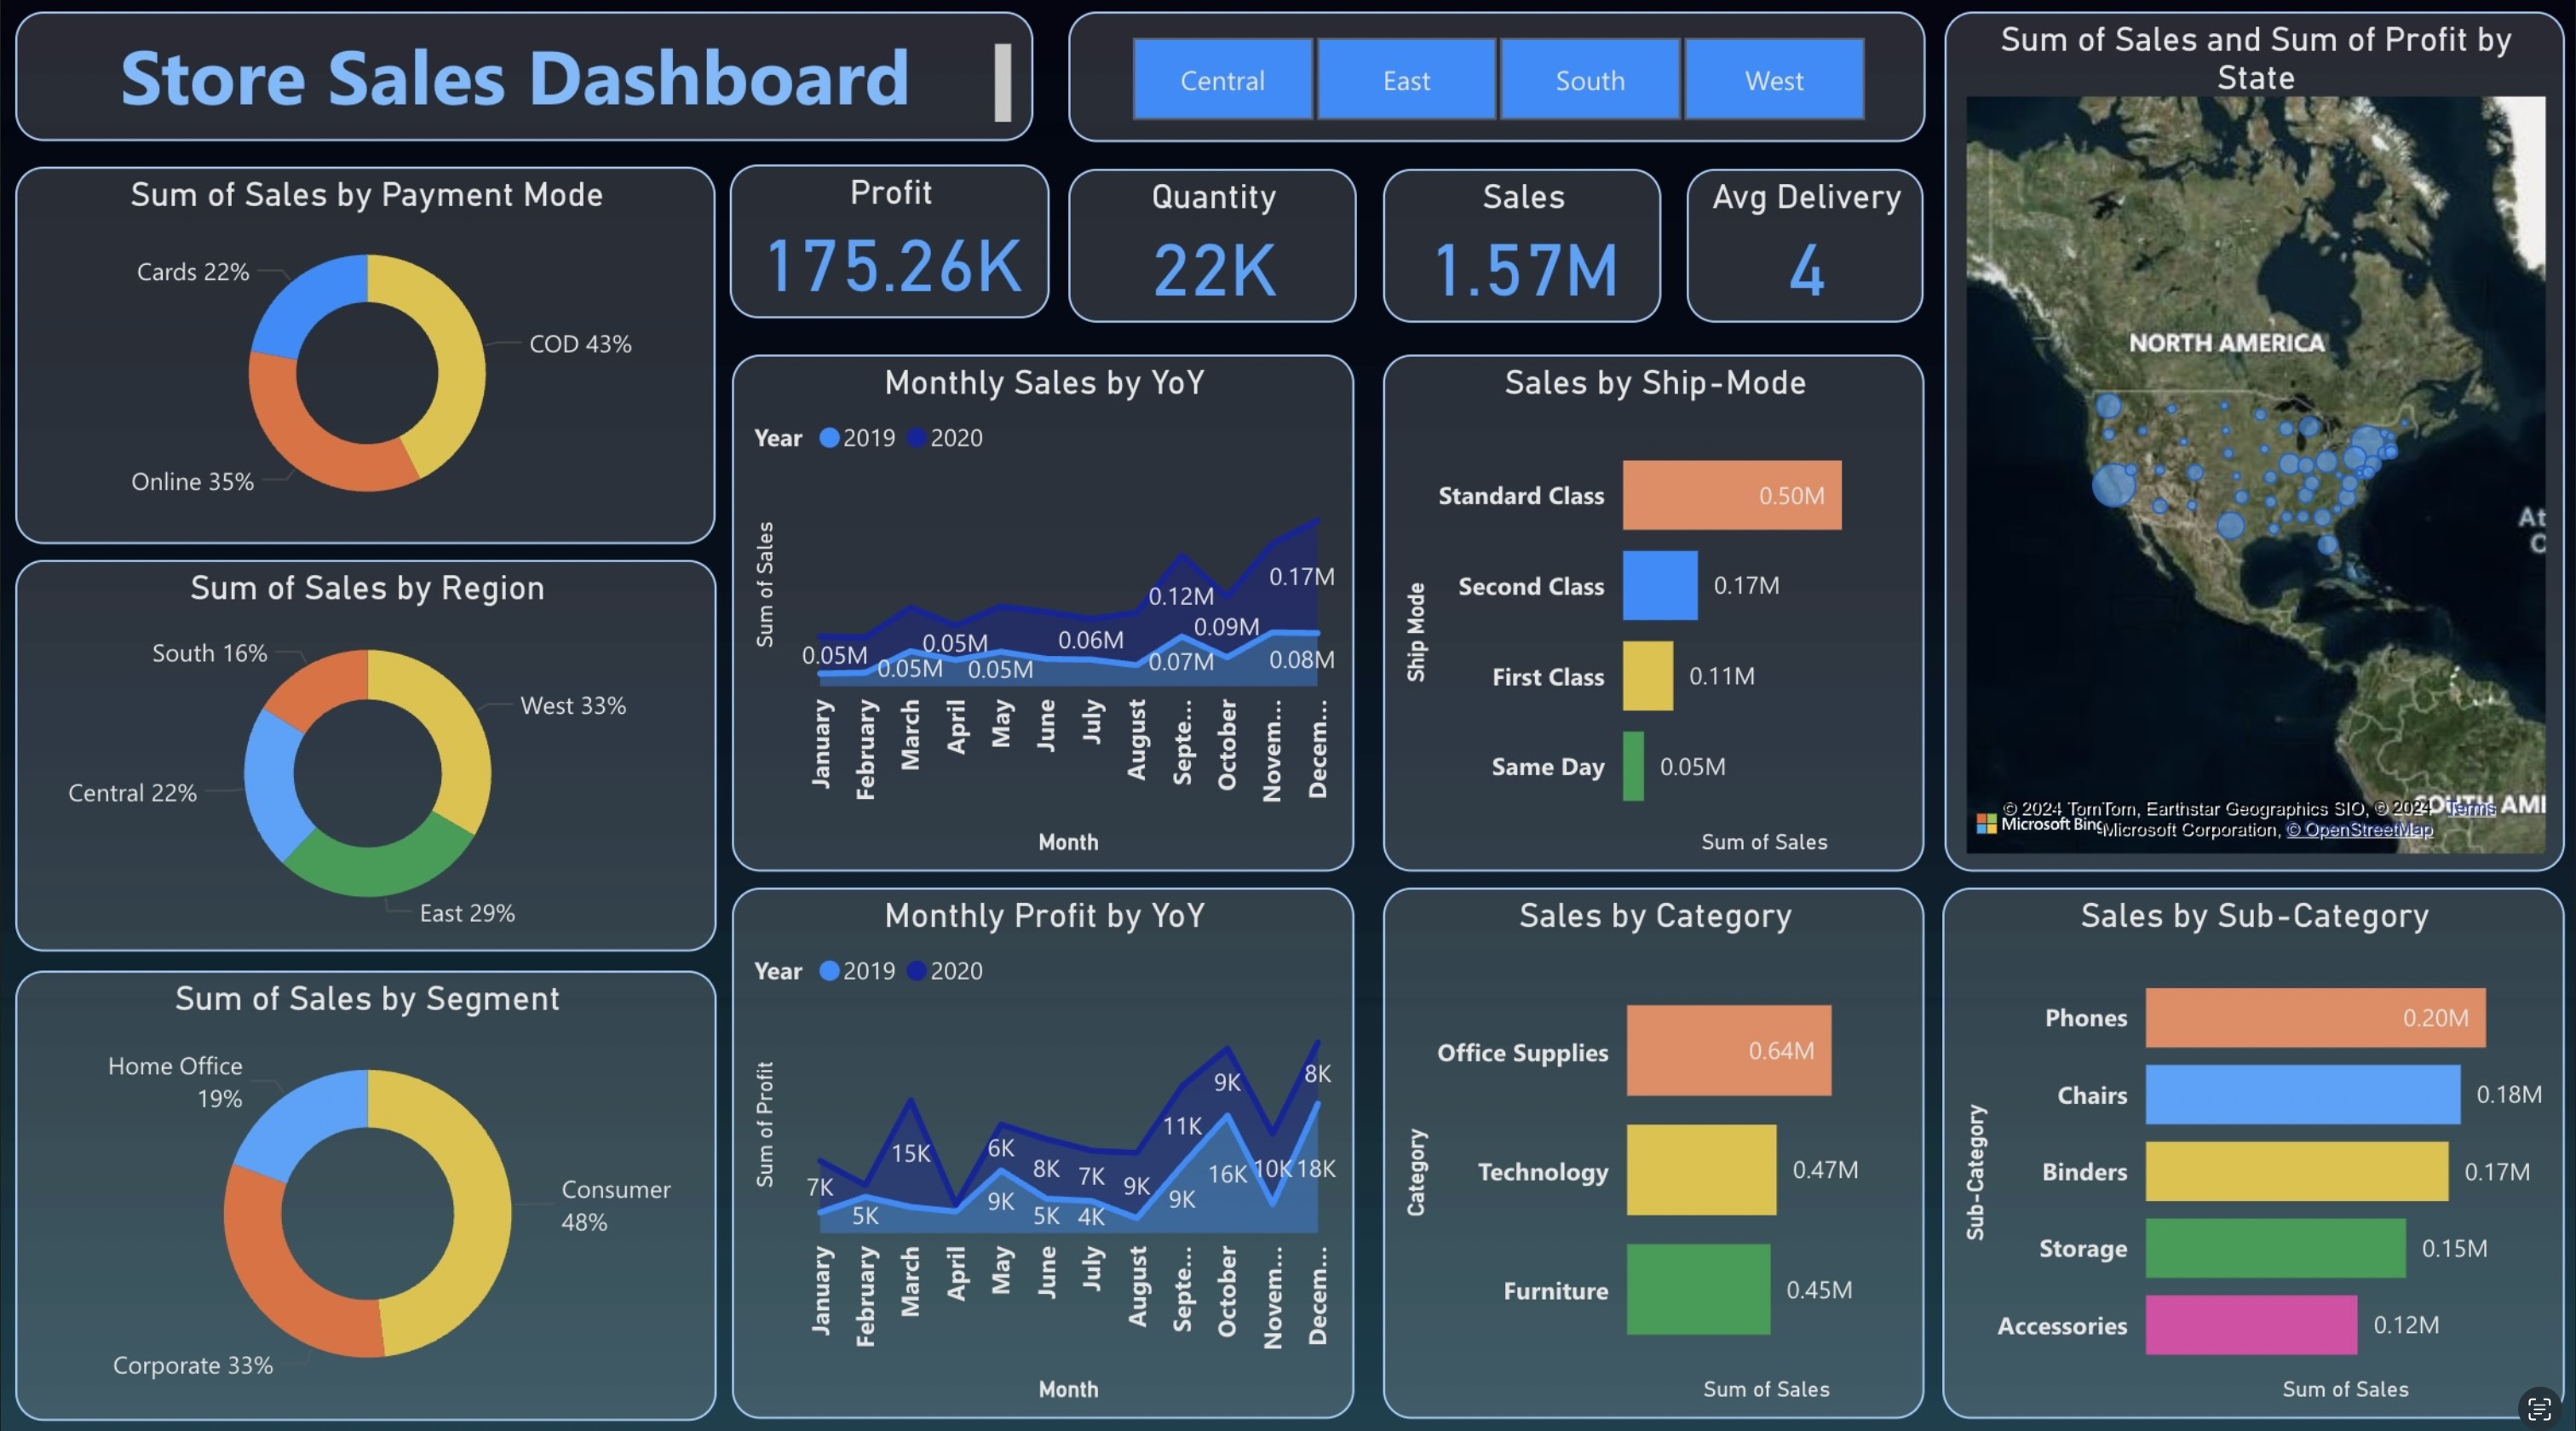 Store Sales Dashboard
Central
East
South
West
Sum of Sales and Sum of Profit by
State
NORTH AMERICA
At
C
SOUTH AME
© 2024 TomTom, Earthstar Geographics SIO, © 2024 Terms
Microsoft Bing
Microsoft Corporation, © OpenStreetMap
Sum of Sales by Payment Mode
Cards 22%
COD 43%
Online 35%
Profit
175.26K
Quantity
22K
Sales
1.57M
Avg Delivery
4
Sum of Sales by Region
South 16%
West 33%
Central 22%
East 29%
Monthly Sales by YoY
Year 2019 2020
Sum of Sales
0.17M
0.12M
0.09M
0.05M
0.06M
0.05M
0.05M
0.05M
0.07M
0.08M
January
February
March
April
May
June
July
August
Septe...
October
Novem...
Decem...
Month
Sales by Ship-Mode
Ship Mode
Standard Class 0.50M
Second Class 0.17M
First Class 0.11M
Same Day 0.05M
Sum of Sales
Sum of Sales by Segment
Home Office
19%
Consumer
48%
Corporate 33%
Monthly Profit by YoY
Year 2019 2020
Sum of Profit
8K
9K
11K
15K
6K
8K
7K
9K
7K
16K
10K
18K
5K
9K
5K
4K
9K
January
February
March
April
May
June
July
August
Septe...
October
Novem...
Decem...
Month
Sales by Category
Category
Office Supplies 0.64M
Technology 0.47M
Furniture 0.45M
Sum of Sales
Sales by Sub-Category
Sub-Category
Phones 0.20M
Chairs 0.18M
Binders 0.17M
Storage 0.15M
Accessories 0.12M
Sum of Sales